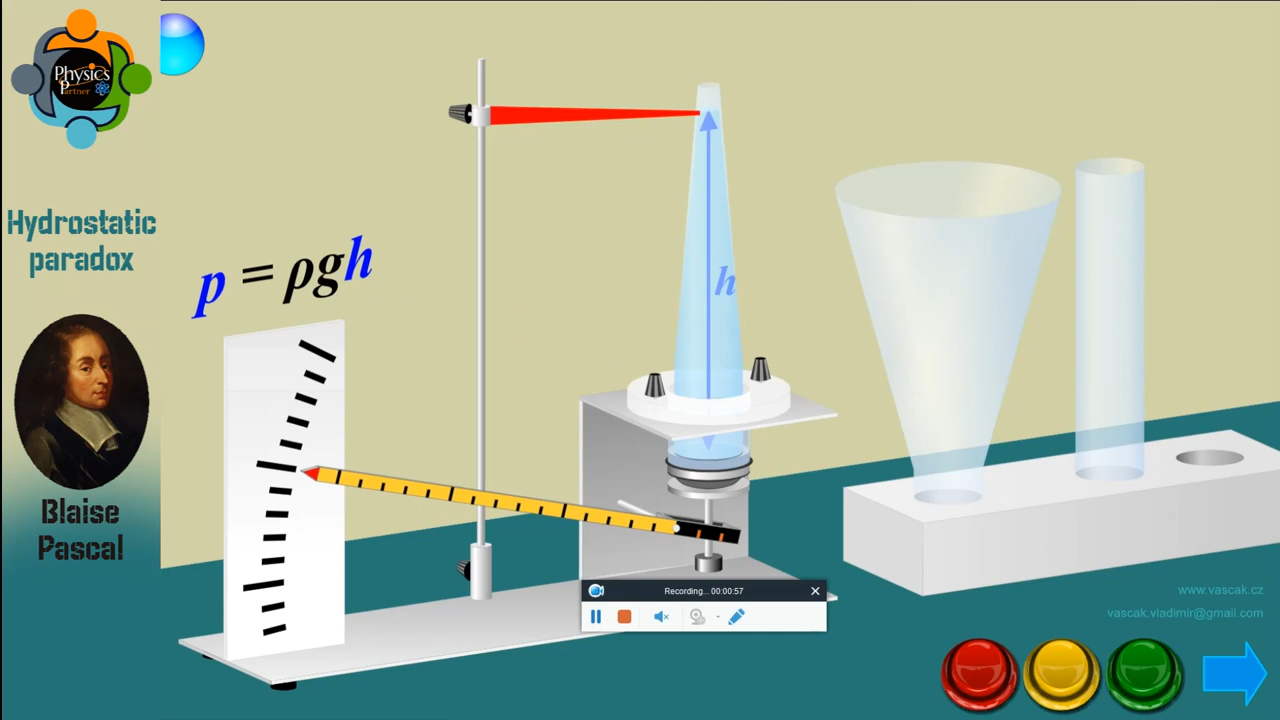 Physics
Partner
Hydrostatic
paradox
Blaise
Pascal
p = ρgh
h
Recording... 00:00:57
www.vascak.cz
vascak.vladimir@gmail.com